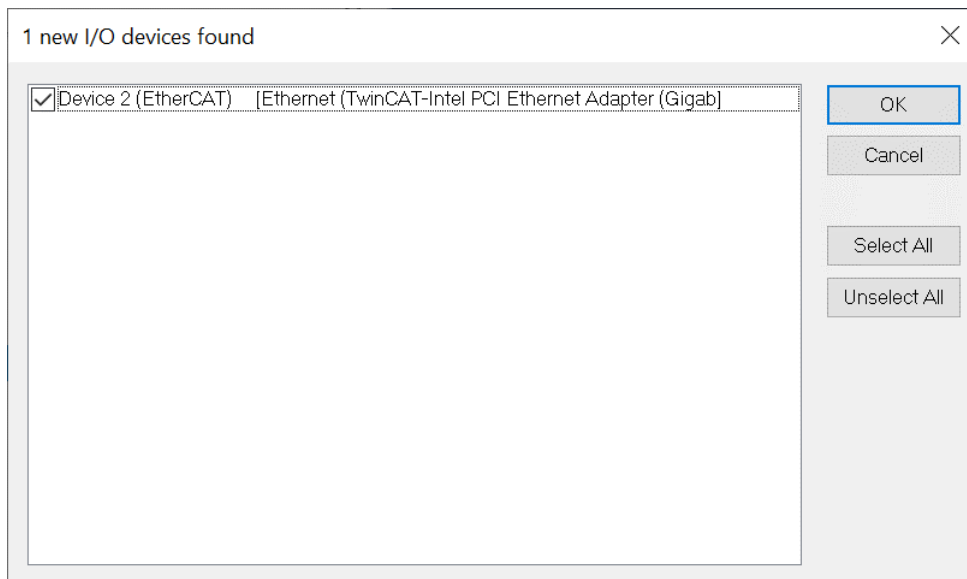 1 new I/O devices found
Device 2 (EtherCAT) [Ethernet (TwinCAT-Intel PCI Ethernet Adapter (Gigab]
OK
Cancel
Select All
Unselect All